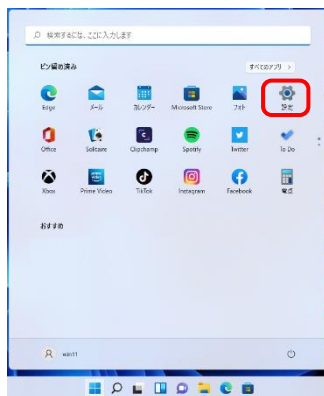 検索するには、ここに入力します
ピン留め済み
すべてのアプリ >
Edge メール カレンダー Microsoft Store フォト 設定
Office Solitaire Clipchamp Spotify Twitter To Do
Xbox Prime Video TikTok Instagram Facebook 電卓
おすすめ
win11